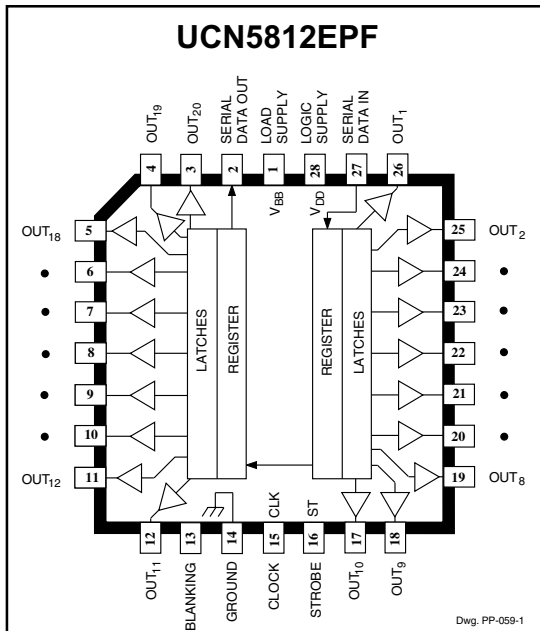 UCN5812EPF
OUT19
OUT20
SERIAL
DATA OUT
LOAD
SUPPLY
LOGIC
SUPPLY
SERIAL
DATA IN
OUT1
4
3
2
1
28
27
26
VBB
VDD
OUT18
5
6
7
8
9
10
OUT12
11
LATCHES
REGISTER
REGISTER
LATCHES
25
OUT2
24
23
22
21
20
19
OUT8
CLK
ST
12
13
14
15
16
17
18
OUT11
BLANKING
GROUND
CLOCK
STROBE
OUT10
OUT9
Dwg. PP-059-1